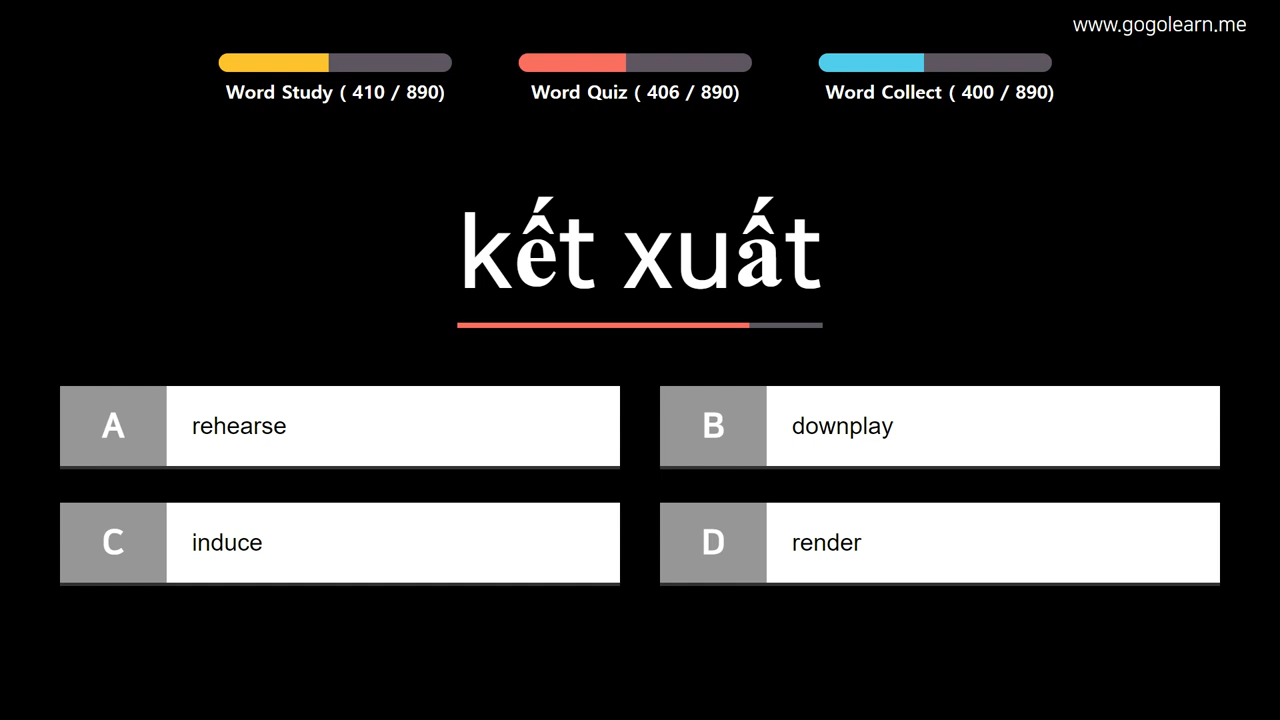 www.gogolearn.me
Word Study ( 410 / 890)
Word Quiz ( 406 / 890)
Word Collect ( 400 / 890)
kết xuất
A rehearse
B downplay
C induce
D render